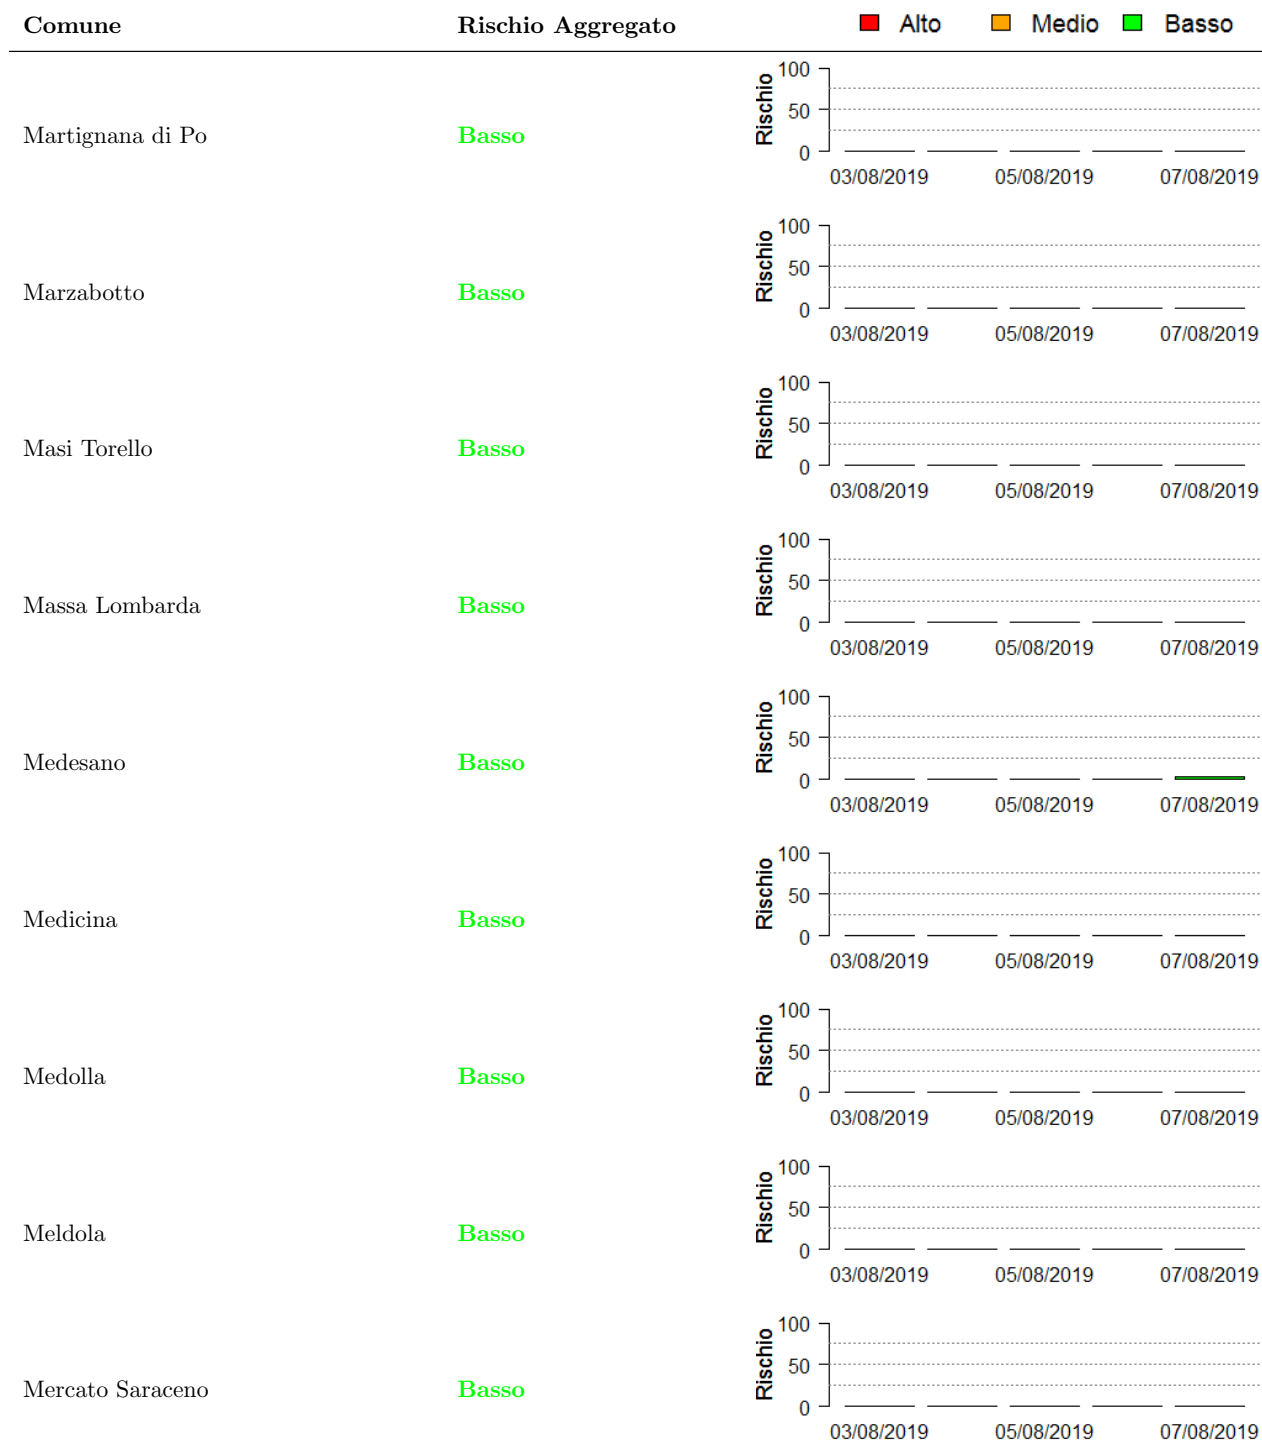 Comune Rischio Aggregato Alto Medio Basso
Martignana di Po Basso Rischio 100 50 0
03/08/2019 05/08/2019 07/08/2019
Marzabotto Basso Rischio 100 50 0
03/08/2019 05/08/2019 07/08/2019
Masi Torello Basso Rischio 100 50 0
03/08/2019 05/08/2019 07/08/2019
Massa Lombarda Basso Rischio 100 50 0
03/08/2019 05/08/2019 07/08/2019
Medesano Basso Rischio 100 50 0
03/08/2019 05/08/2019 07/08/2019
Medicina Basso Rischio 100 50 0
03/08/2019 05/08/2019 07/08/2019
Medolla Basso Rischio 100 50 0
03/08/2019 05/08/2019 07/08/2019
Meldola Basso Rischio 100 50 0
03/08/2019 05/08/2019 07/08/2019
Mercato Saraceno Basso Rischio 100 50 0
03/08/2019 05/08/2019 07/08/2019